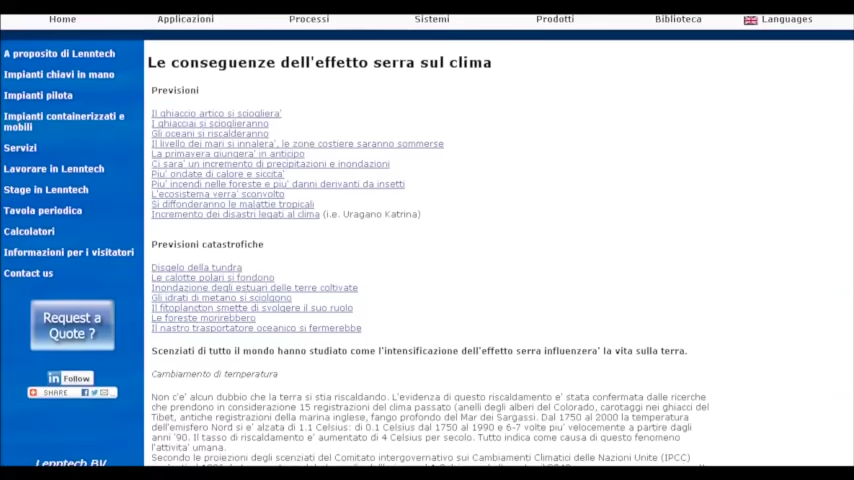 Home Applicazioni Processi Sistemi Prodotti Biblioteca Languages
A proposito di Lenntech
Impianti chiavi in mano
Impianti pilota
Impianti containerizzati e
mobili
Servizi
Lavorare in Lenntech
Stage in Lenntech
Tavola periodica
Calcolatori
Informazioni per i visitatori
Contact us
Request a
Quote ?
in Follow
SHARE
Lenntech BV
Le conseguenze dell'effetto serra sul clima
Previsioni
Il ghiaccio artico si sciogliera'
I ghiacciai si scioglieranno
Gli oceani si riscalderanno
Il livello dei mari si innalera', le zone costiere saranno sommerse
La primavera giungera' in anticipo
Ci sara' un incremento di precipitazioni e inondazioni
Piu' ondate di calore e siccita'
Piu' incendi nelle foreste e piu' danni derivanti da insetti
L'ecosistema verra' sconvolto
Si diffonderanno le malattie tropicali
Incremento dei disastri legati al clima (i.e. Uragano Katrina)
Previsioni catastrofiche
Disgelo della tundra
Le calotte polari si fondono
Inondazione degli estuari delle terre coltivate
Gli idrati di metano si sciolgono
Il fitoplancton smette di svolgere il suo ruolo
Le foreste morirebbero
Il nastro trasportatore oceanico si fermerebbe
Scenziati di tutto il mondo hanno studiato come l'intensificazione dell'effetto serra influenzera' la vita sulla terra.
Cambiamento di temperatura
Non c'e' alcun dubbio che la terra si stia riscaldando. L'evidenza di questo riscaldamento e' stata confermata dalle ricerche
che prendono in considerazione 15 registrazioni del clima passato (anelli degli alberi del Colorado, carotaggi nei ghiacci del
Tibet, antiche registrazioni della marina inglese, fango profondo del Mar dei Sargassi. Dal 1750 al 2000 la temperatura
dell'emisfero Nord si e' alzata di 1.1 Celsius: di 0.1 Celsius dal 1750 al 1990 e 6-7 volte piu' velocemente a partire dagli
anni '90. Il tasso di riscaldamento e' aumentato di 4 Celsius per secolo. Tutto indica come causa di questo fenomeno
l'attivita' umana.
Secondo le proiezioni degli scenziati del Comitato intergovernativo sui Cambiamenti Climatici delle Nazioni Unite (IPCC)